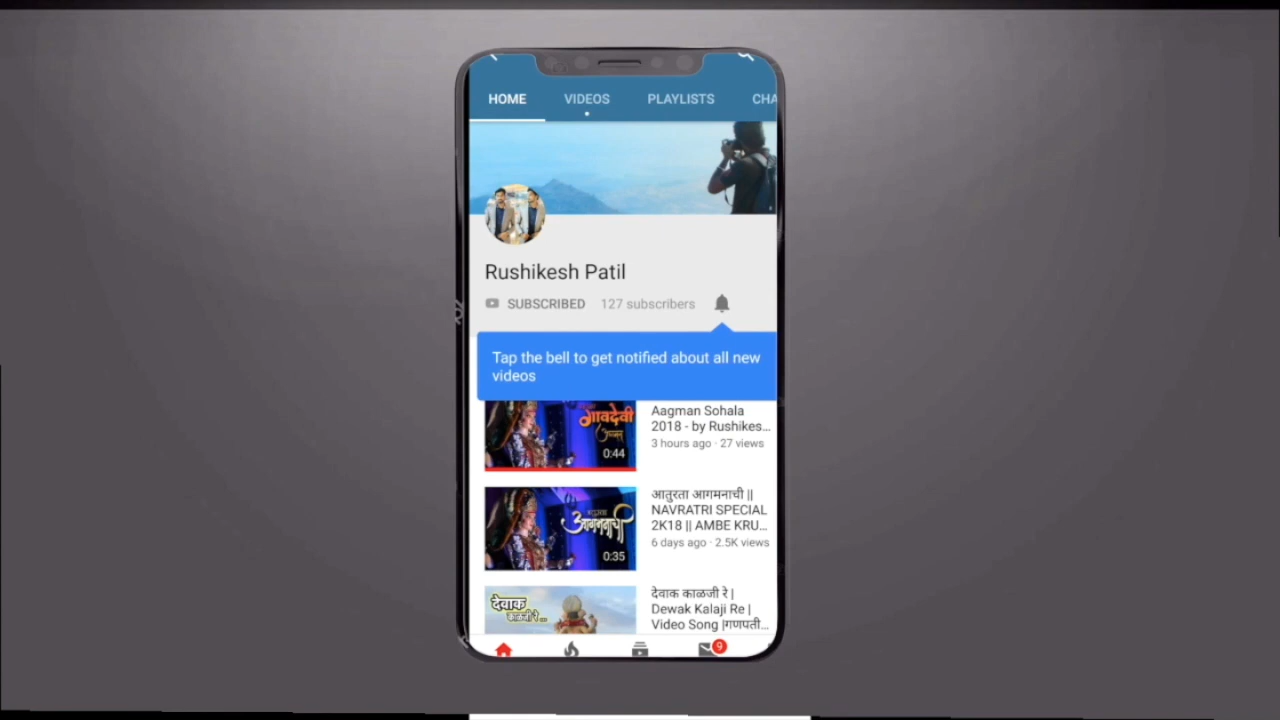 HOME VIDEOS PLAYLISTS CHA
Rushikesh Patil
SUBSCRIBED 127 subscribers
Tap the bell to get notified about all new
videos
गावदेवी
आगमन
0:44
Aagman Sohala
2018 - by Rushikes...
3 hours ago · 27 views
आगमनाची
0:35
आतुरता आगमनाची ||
NAVRATRI SPECIAL
2K18 || AMBE KRU...
6 days ago · 2.5K views
देवाक
काळजी रे...
देवाक काळजी रे |
Dewak Kalaji Re |
Video Song |गणपती...
9